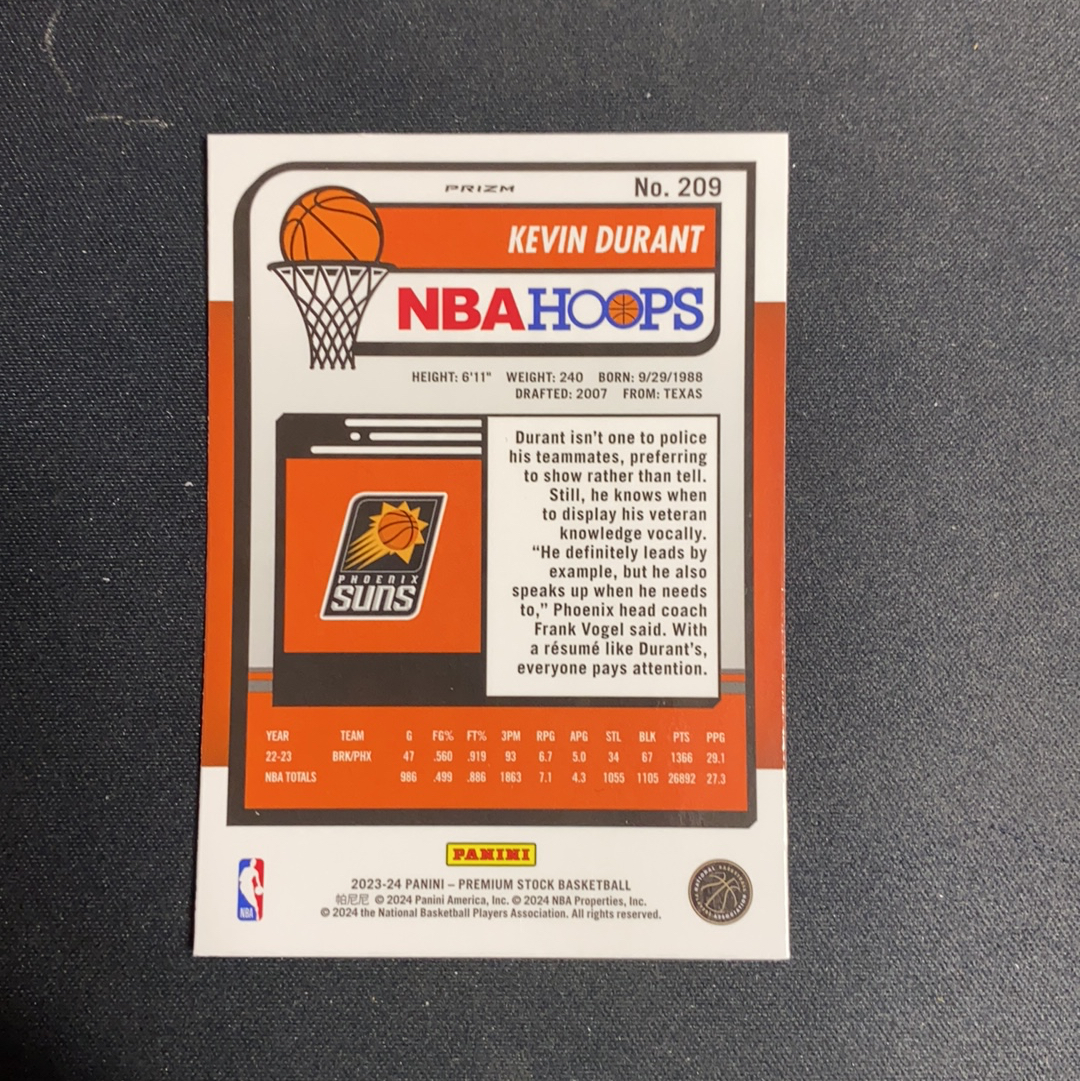 PRIZM
No. 209
KEVIN DURANT
NBA HOOPS
HEIGHT: 6'11" WEIGHT: 240 BORN: 9/29/1988
DRAFTED: 2007 FROM: TEXAS
Durant isn't one to police
his teammates, preferring
to show rather than tell.
Still, he knows when
to display his veteran
knowledge vocally.
“He definitely leads by
example, but he also
speaks up when he needs
to,” Phoenix head coach
Frank Vogel said. With
a résumé like Durant's,
everyone pays attention.
PHOENIX
SUNS
YEAR TEAM G FG% FT% 3PM RPG APG STL BLK PTS PPG
22-23 BRK/PHX 47 .560 .919 93 6.7 5.0 34 67 1366 29.1
NBA TOTALS 986 .499 .886 1863 7.1 4.3 1055 1105 26892 27.3
PANINI
2023-24 PANINI – PREMIUM STOCK BASKETBALL
帕尼尼 © 2024 Panini America, Inc. © 2024 NBA Properties, Inc.
© 2024 the National Basketball Players Association. All rights reserved.
NBA
NATIONAL BASKETBALL PLAYERS ASSOCIATION